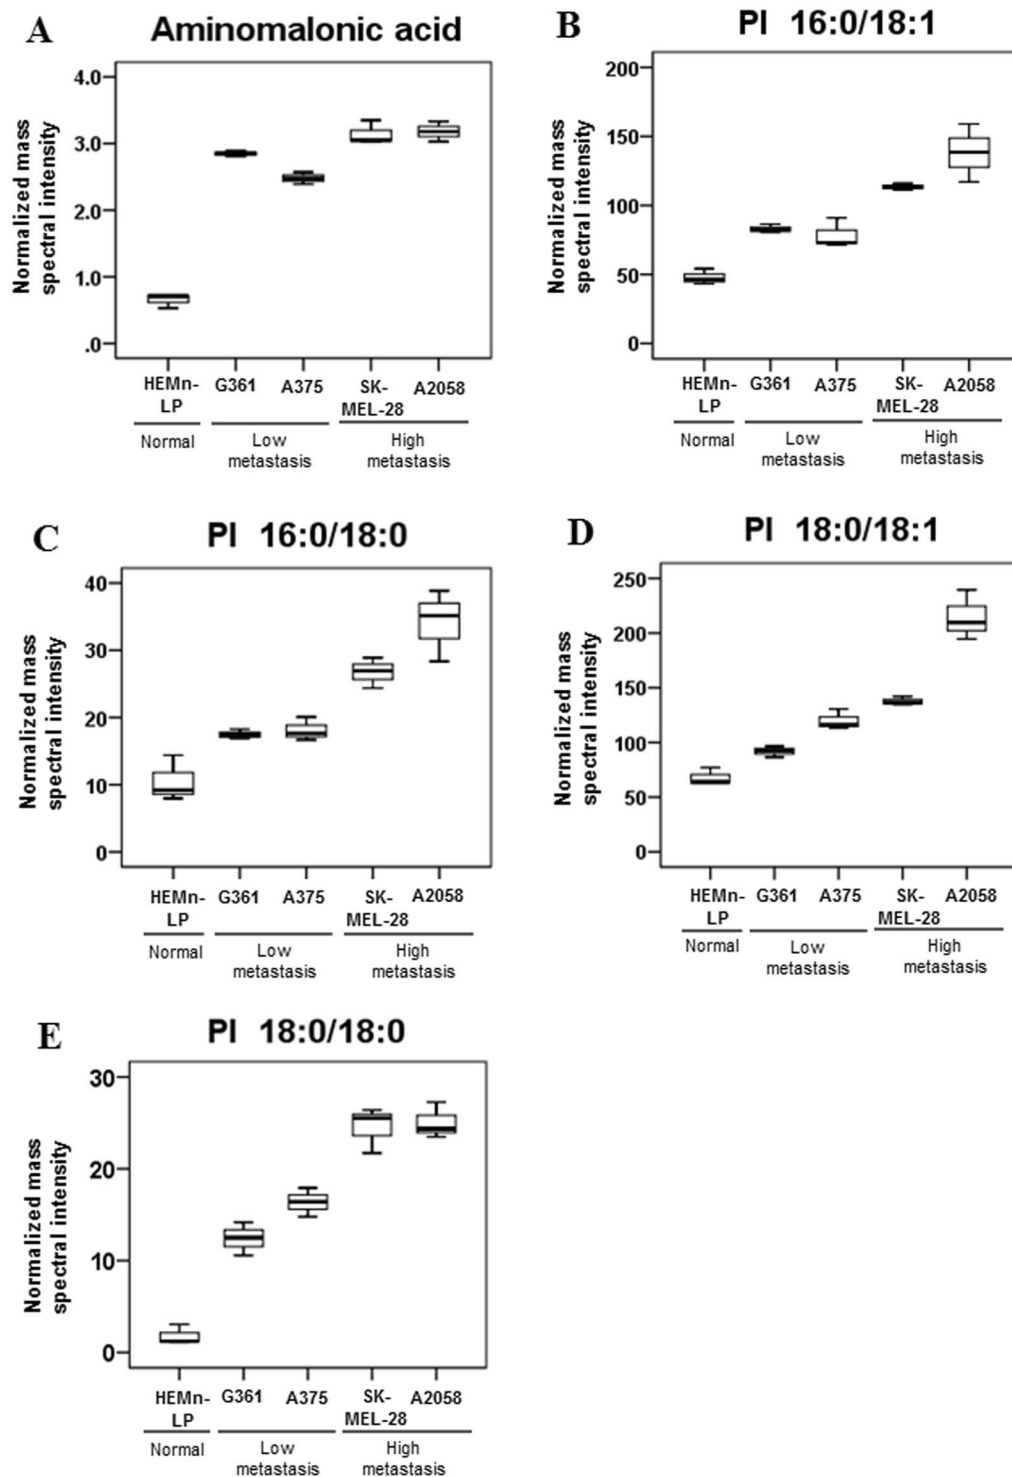 A Aminomalonic acid
Normalized mass
spectral intensity
4.0
3.0
2.0
1.0
.0
HEMn-
LP
G361
A375
SK-
MEL-28
A2058
Normal
Low
metastasis
High
metastasis
B PI 16:0/18:1
Normalized mass
spectral intensity
200
150
100
50
0
HEMn-
LP
G361
A375
SK-
MEL-28
A2058
Normal
Low
metastasis
High
metastasis
C PI 16:0/18:0
Normalized mass
spectral intensity
40
30
20
10
0
HEMn-
LP
G361
A375
SK-
MEL-28
A2058
Normal
Low
metastasis
High
metastasis
D PI 18:0/18:1
Normalized mass
spectral intensity
250
200
150
100
50
0
HEMn-
LP
G361
A375
SK-
MEL-28
A2058
Normal
Low
metastasis
High
metastasis
E PI 18:0/18:0
Normalized mass
spectral intensity
30
20
10
0
HEMn-
LP
G361
A375
SK-
MEL-28
A2058
Normal
Low
metastasis
High
metastasis